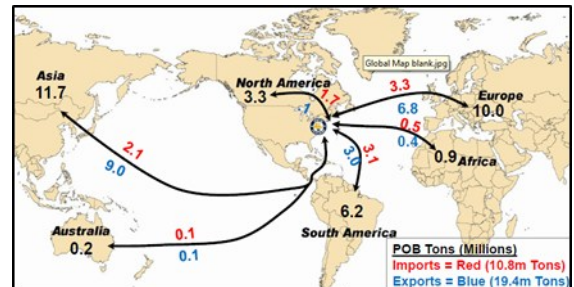 Global Map blank.jpg
Asia
11.7
North America
3.3
1.7
.1
3.3
6.8
Europe
10.0
0.5
0.4
0.9 Africa
2.1
9.0
3.0
3.1
6.2
South America
Australia
0.2
0.1
0.1
POB Tons (Millions)
Imports = Red (10.8m Tons)
Exports = Blue (19.4m Tons)